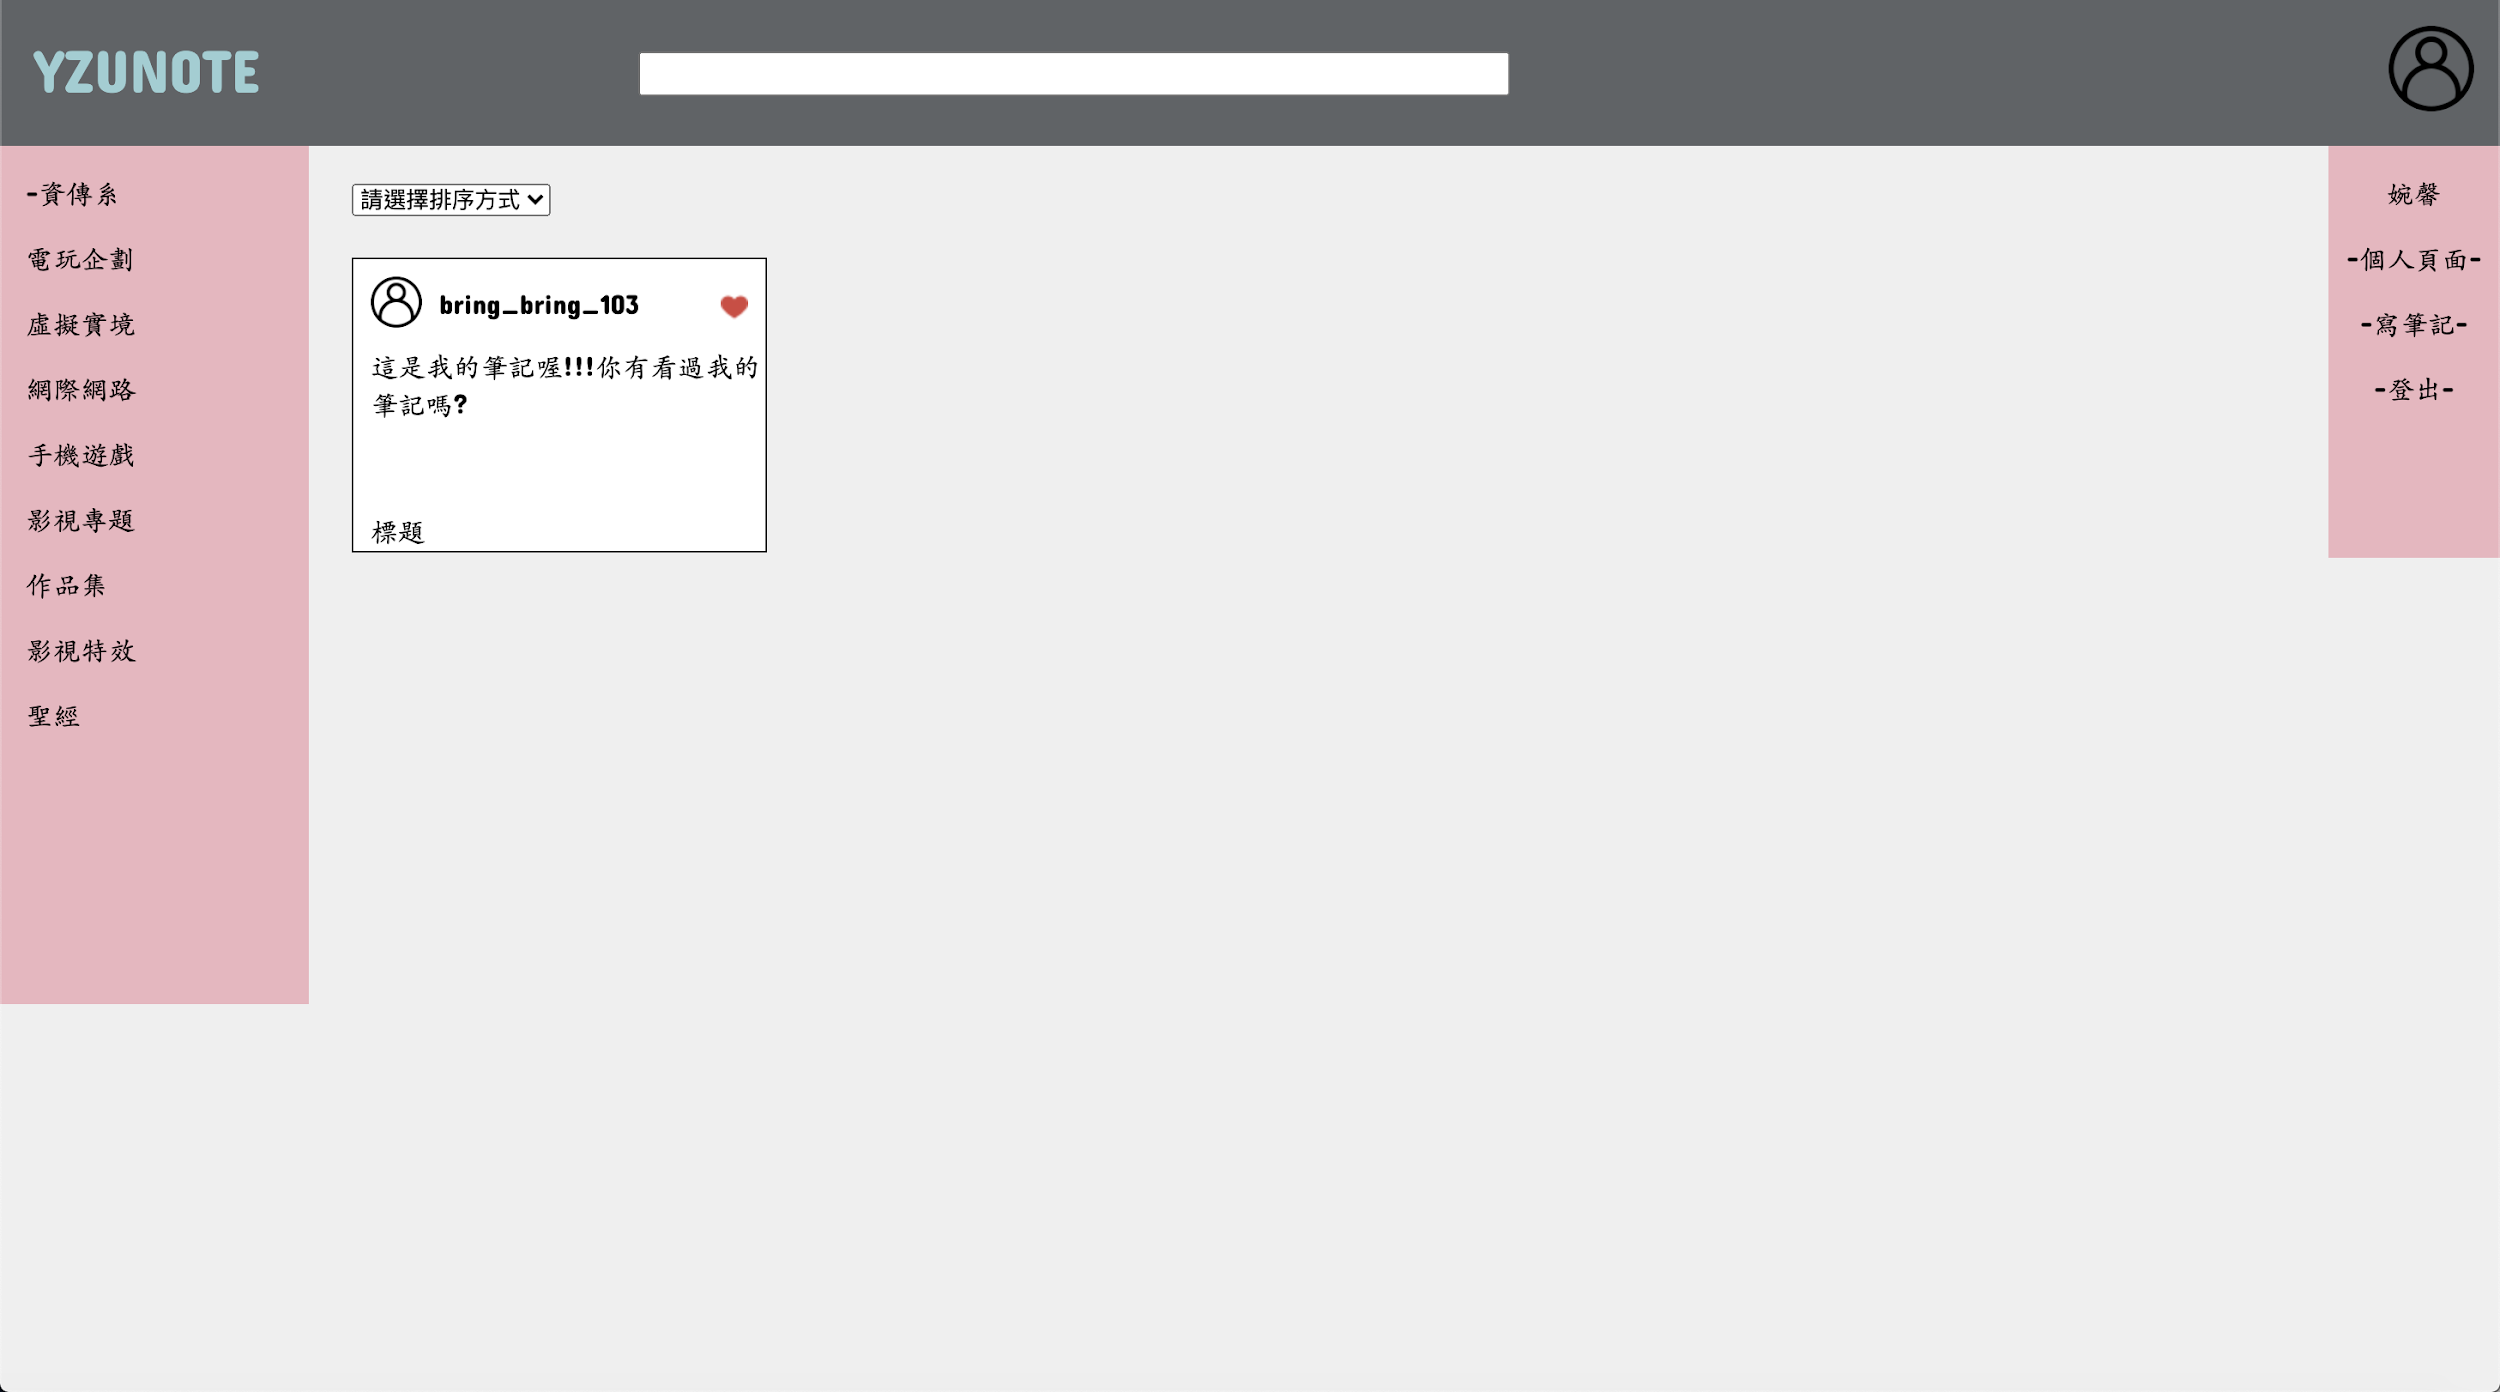 YZUNOTE
-資傳系
電玩企劃
虛擬實境
網際網路
手機遊戲
影視專題
作品集
影視特效
聖經
請選擇排序方式
bring_bring_103
這是我的筆記喔!!!你有看過我的
筆記嗎?
標題
婉馨
-個人頁面-
-寫筆記-
-登出-